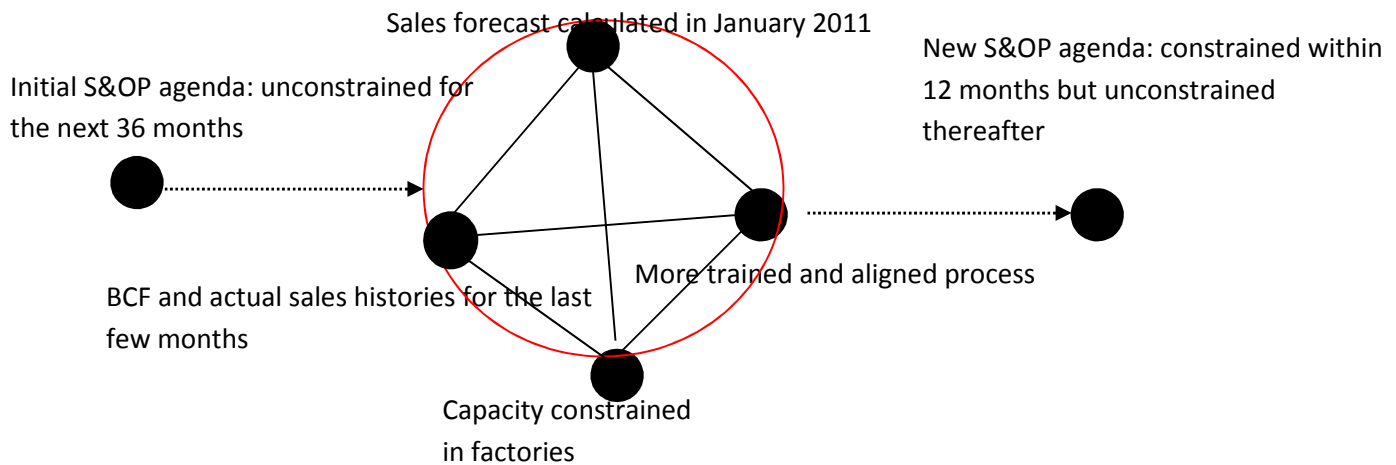 Sales forecast calculated in January 2011
New S&OP agenda: constrained within
12 months but unconstrained
thereafter
Initial S&OP agenda: unconstrained for
the next 36 months
More trained and aligned process
BCF and actual sales histories for the last
few months
Capacity constrained
in factories